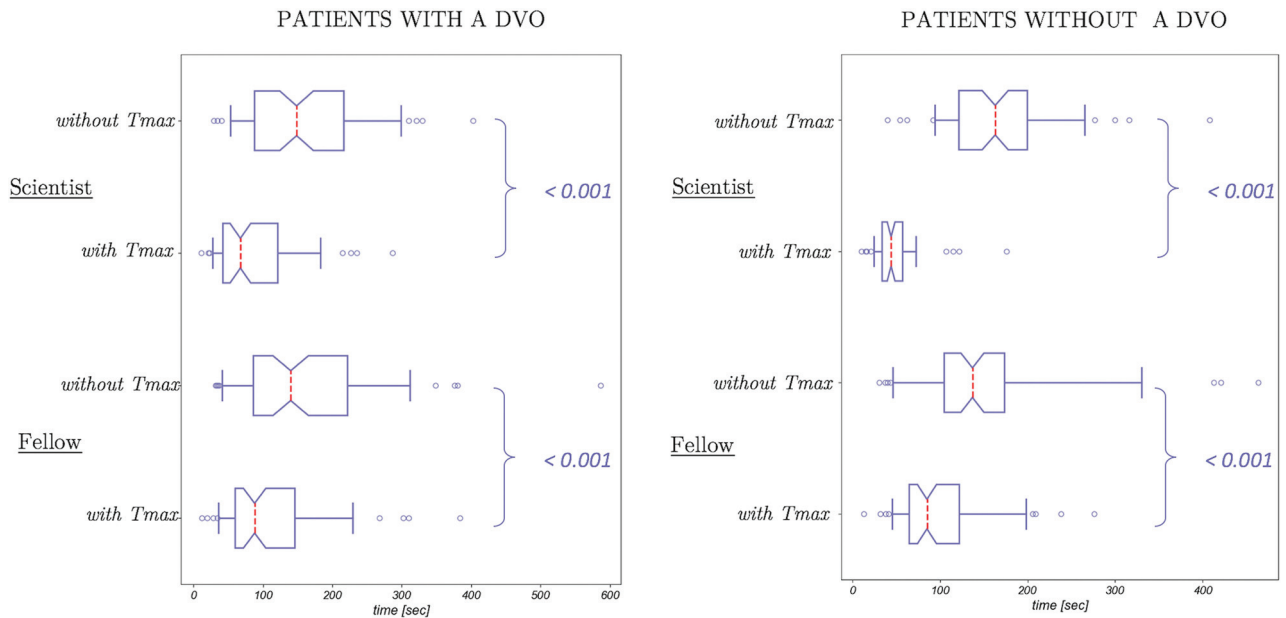 PATIENTS WITH A DVO
without Tmax
Scientist
< 0.001
with Tmax
without Tmax
Fellow
< 0.001
with Tmax
0 100 200 300 400 500 600
time [sec]
PATIENTS WITHOUT A DVO
without Tmax
Scientist
< 0.001
with Tmax
without Tmax
Fellow
< 0.001
with Tmax
0 100 200 300 400
time [sec]